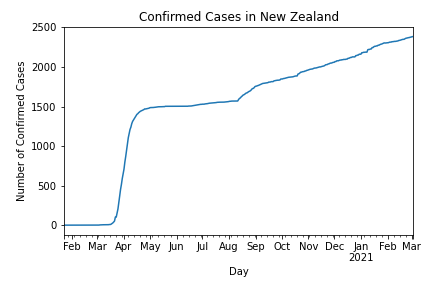 Confirmed Cases in New Zealand
Number of Confirmed Cases
2500
2000
1500
1000
500
0
Feb Mar Apr May Jun Jul Aug Sep Oct Nov Dec Jan Feb Mar
2021
Day